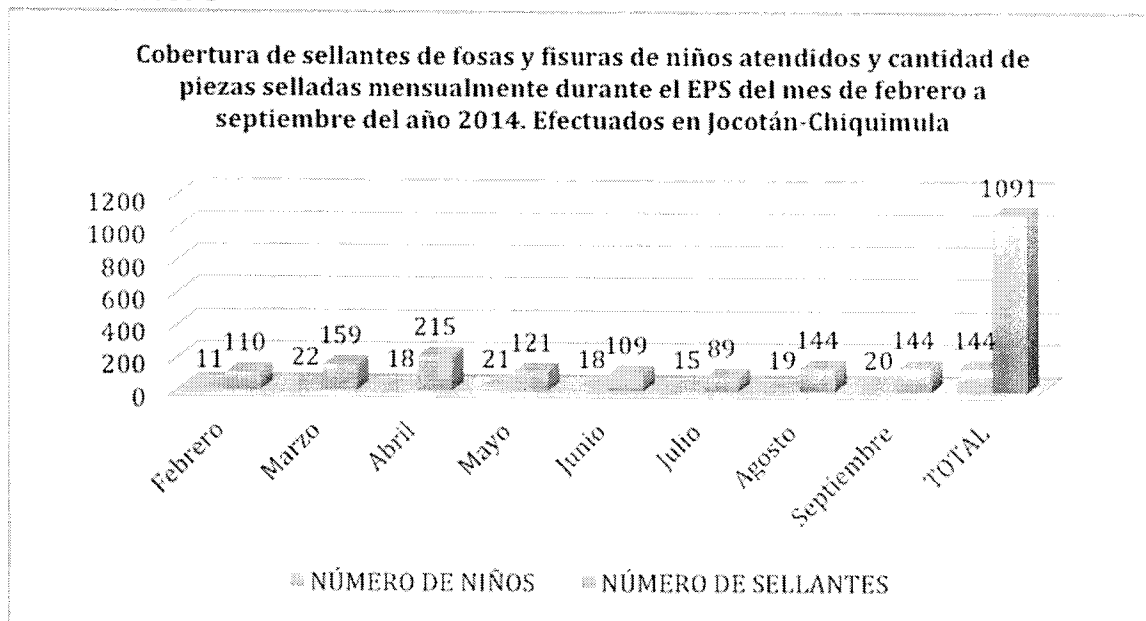 Cobertura de sellantes de fosas y fisuras de niños atendidos y cantidad de
piezas selladas mensualmente durante el EPS del mes de febrero a
septiembre del año 2014. Efectuados en Jocotán-Chiquimula
1091
1200
1000
800
600
400
200
0
11 110
22 159
18 215
21 121
18 109
15 89
19 144
20 144
144
Febrero
Marzo
Abril
Mayo
Junio
Julio
Agosto
Septiembre
TOTAL
NÚMERO DE NIÑOS
NÚMERO DE SELLANTES